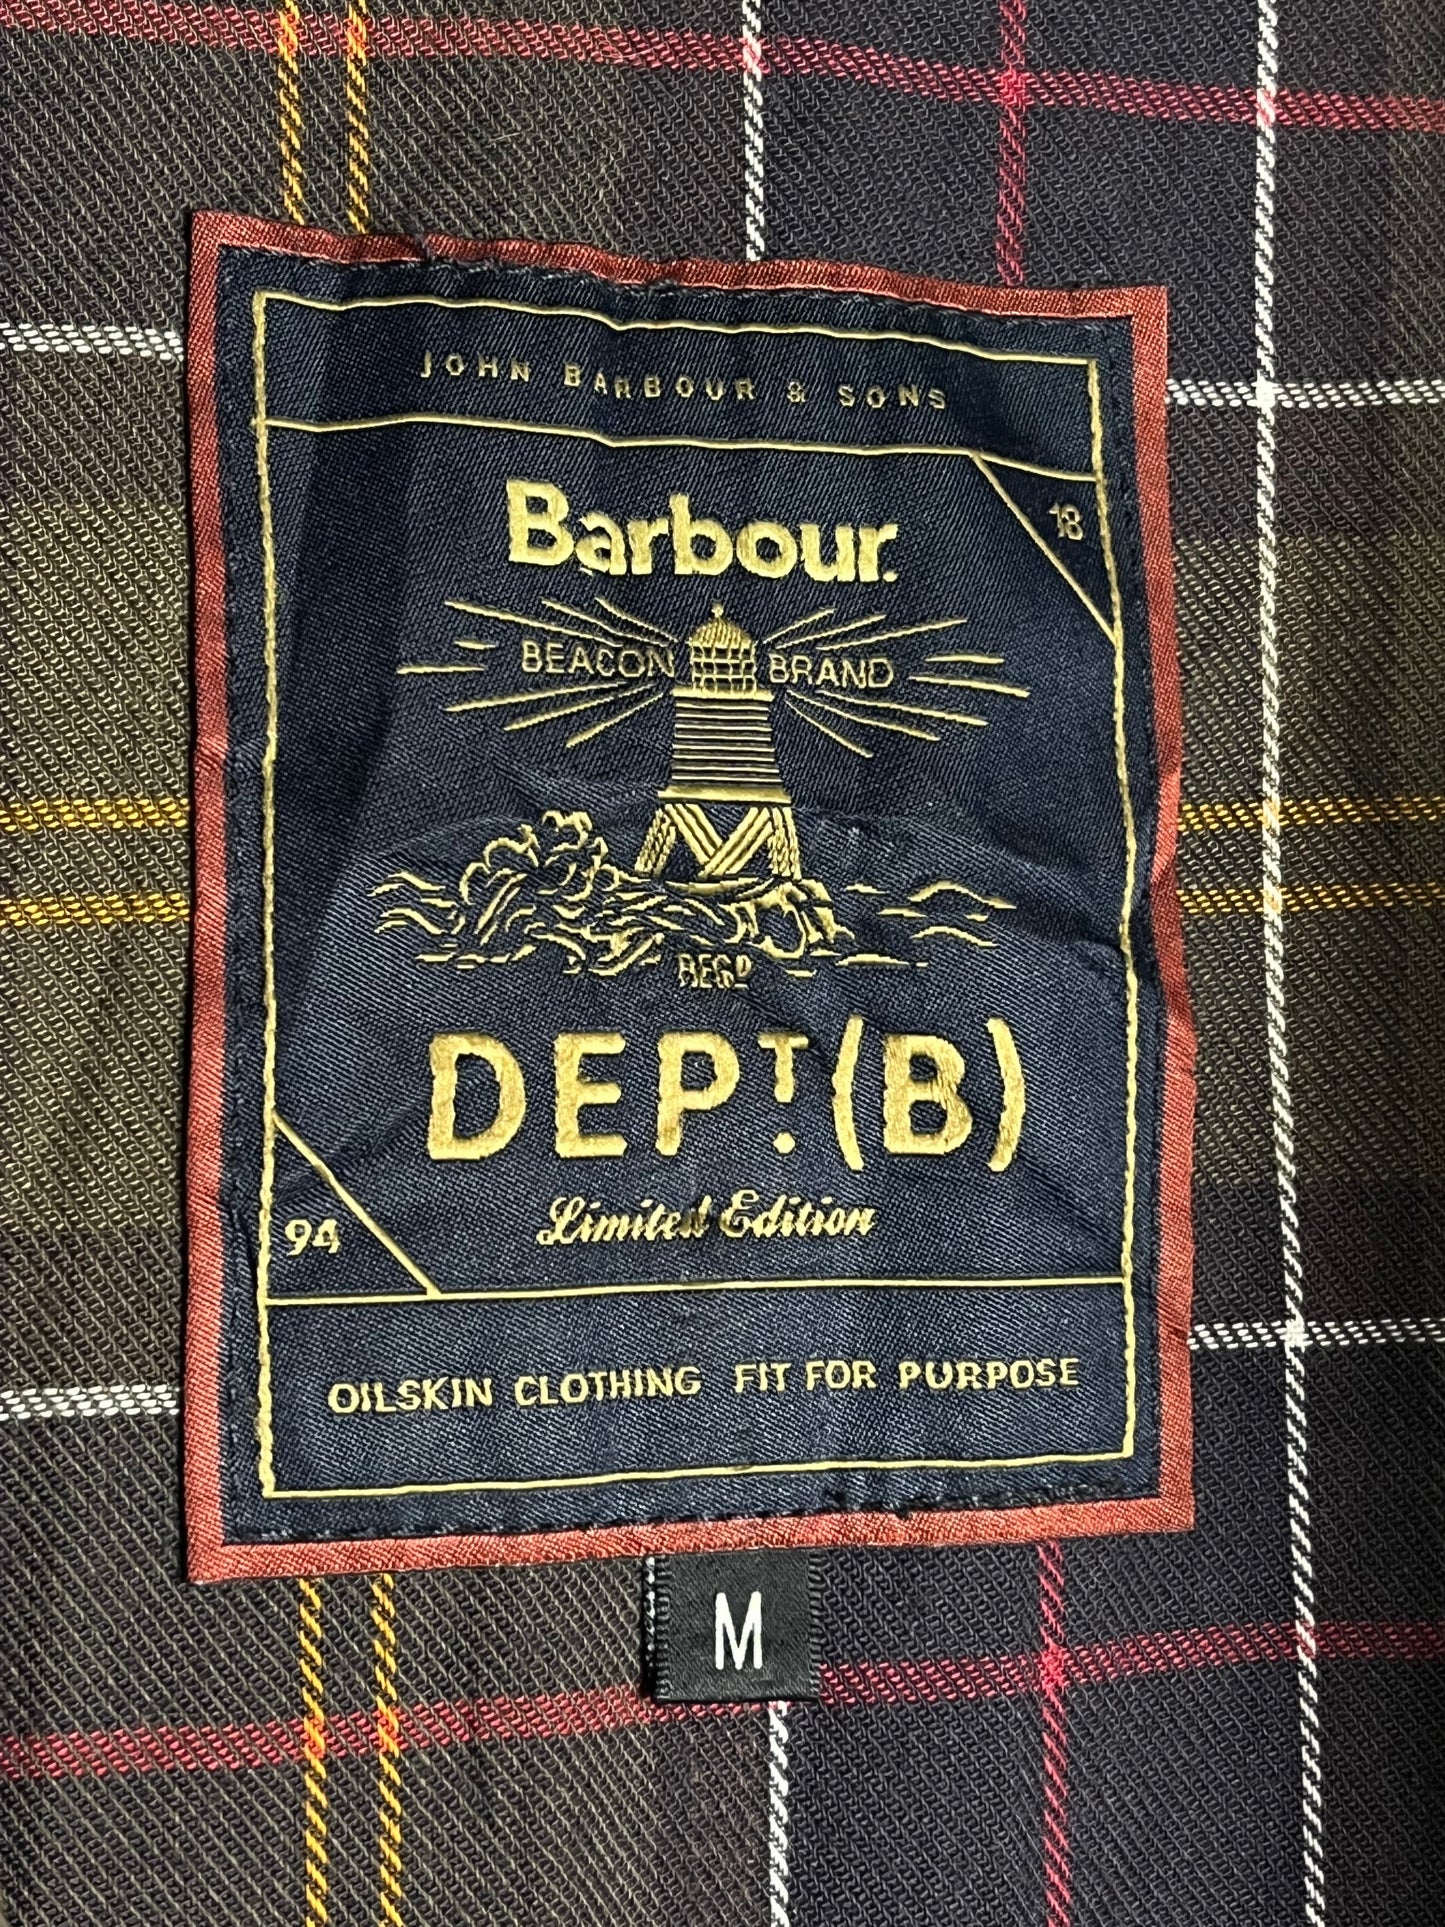 JOHN BARBOUR & SONS
18
Barbour.
BEACON BRAND
REGD
DEPT. (B)
Limited Edition
94
OILSKIN CLOTHING FIT FOR PURPOSE
M